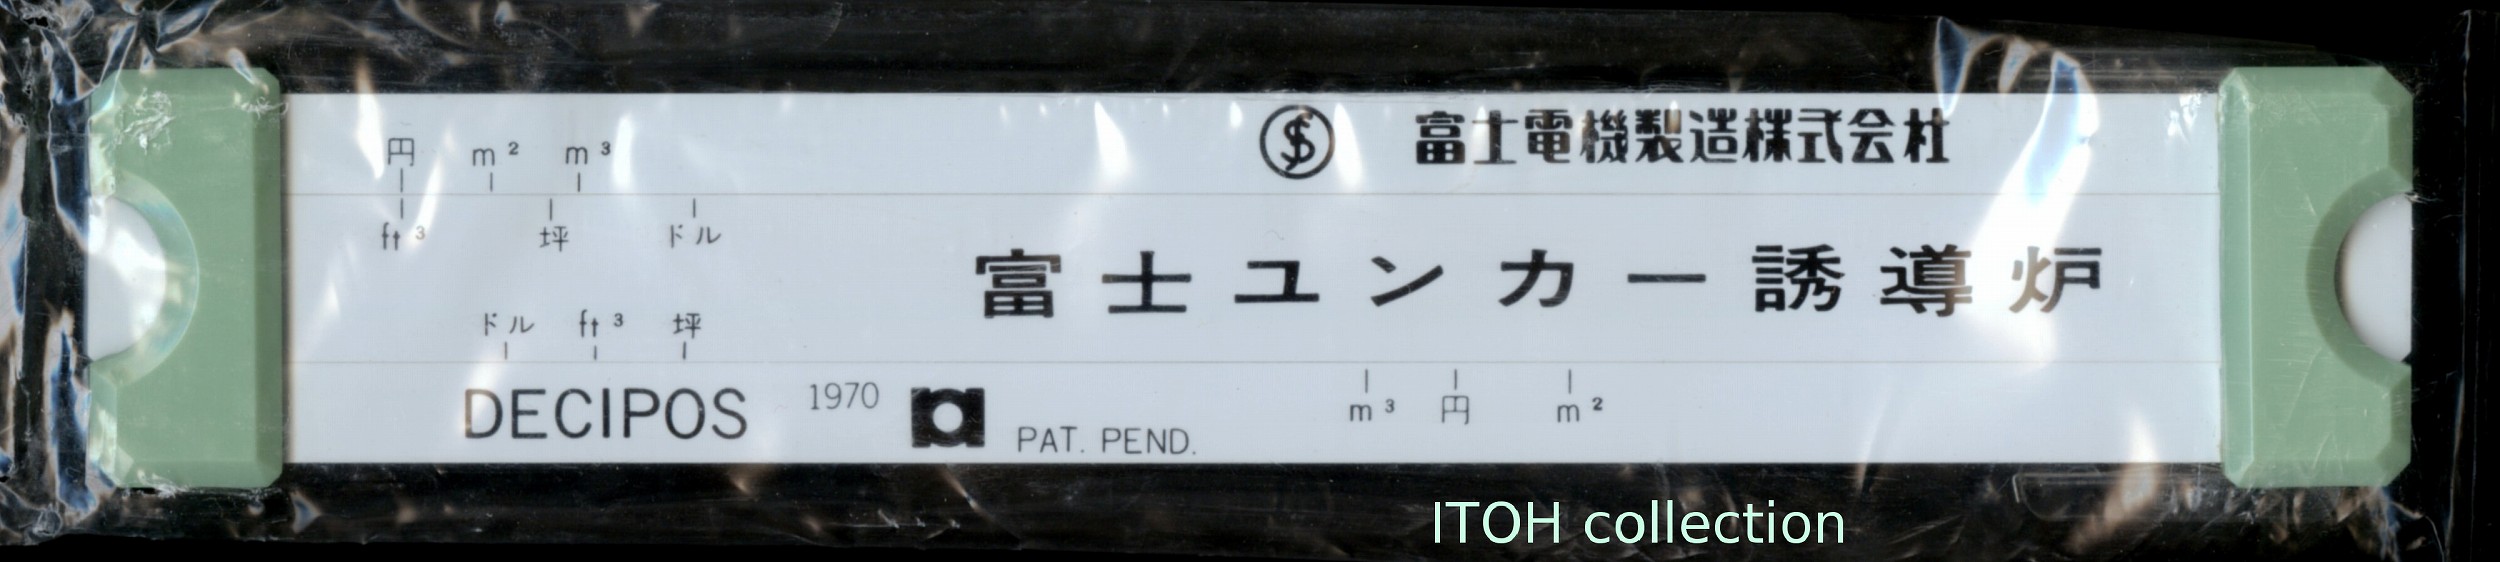 円 m² m³
富士電機製造株式会社
ft³ 坪 ドル
富士ユンカー誘導炉
ドル ft³ 坪
DECIPOS 1970 PAT. PEND.
m³ 円 m²
ITOH collection